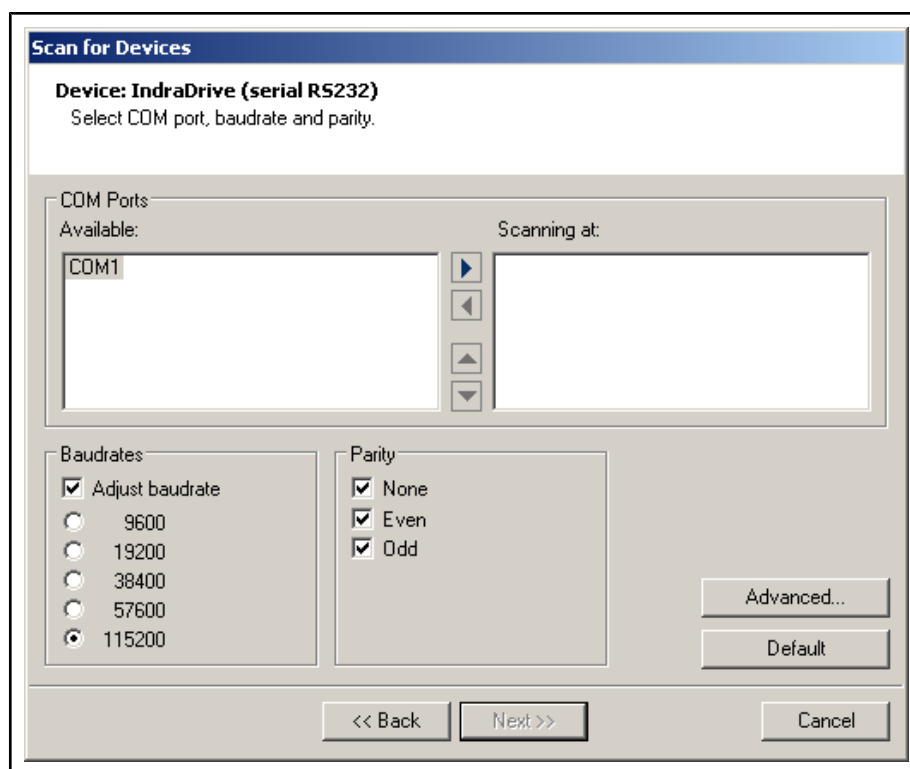 Scan for Devices
Device: IndraDrive (serial RS232)
Select COM port, baudrate and parity.
COM Ports
Available:
Scanning at:
COM1
Baudrates
Adjust baudrate
9600
19200
38400
57600
115200
Parity
None
Even
Odd
Advanced...
Default
<< Back
Next >>
Cancel